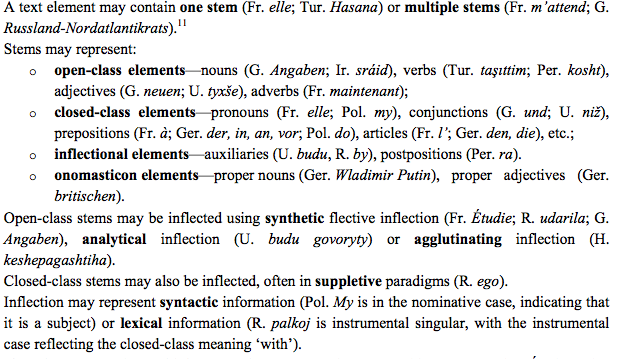 A text element may contain one stem (Fr. elle; Tur. Hasana) or multiple stems (Fr. m'attend; G.
Russland-Nordatlantikrats).¹¹
Stems may represent:
o open-class elements—nouns (G. Angaben; Ir. sráid), verbs (Tur. taşıttim; Per. kosht),
adjectives (G. neuen; U. tyxše), adverbs (Fr. maintenant);
o closed-class elements—pronouns (Fr. elle; Pol. my), conjunctions (G. und; U. niž),
prepositions (Fr. à; Ger. der, in, an, vor; Pol. do), articles (Fr. l'; Ger. den, die), etc.;
o inflectional elements—auxiliaries (U. budu, R. by), postpositions (Per. ra).
o onomasticon elements—proper nouns (Ger. Wladimir Putin), proper adjectives (Ger.
britischen).
Open-class stems may be inflected using synthetic flective inflection (Fr. Étudie; R. udarila; G.
Angaben), analytical inflection (U. budu govoryty) or agglutinating inflection (H.
keshepagashtiha).
Closed-class stems may also be inflected, often in suppletive paradigms (R. ego).
Inflection may represent syntactic information (Pol. My is in the nominative case, indicating that
it is a subject) or lexical information (R. palkoj is instrumental singular, with the instrumental
case reflecting the closed-class meaning 'with').